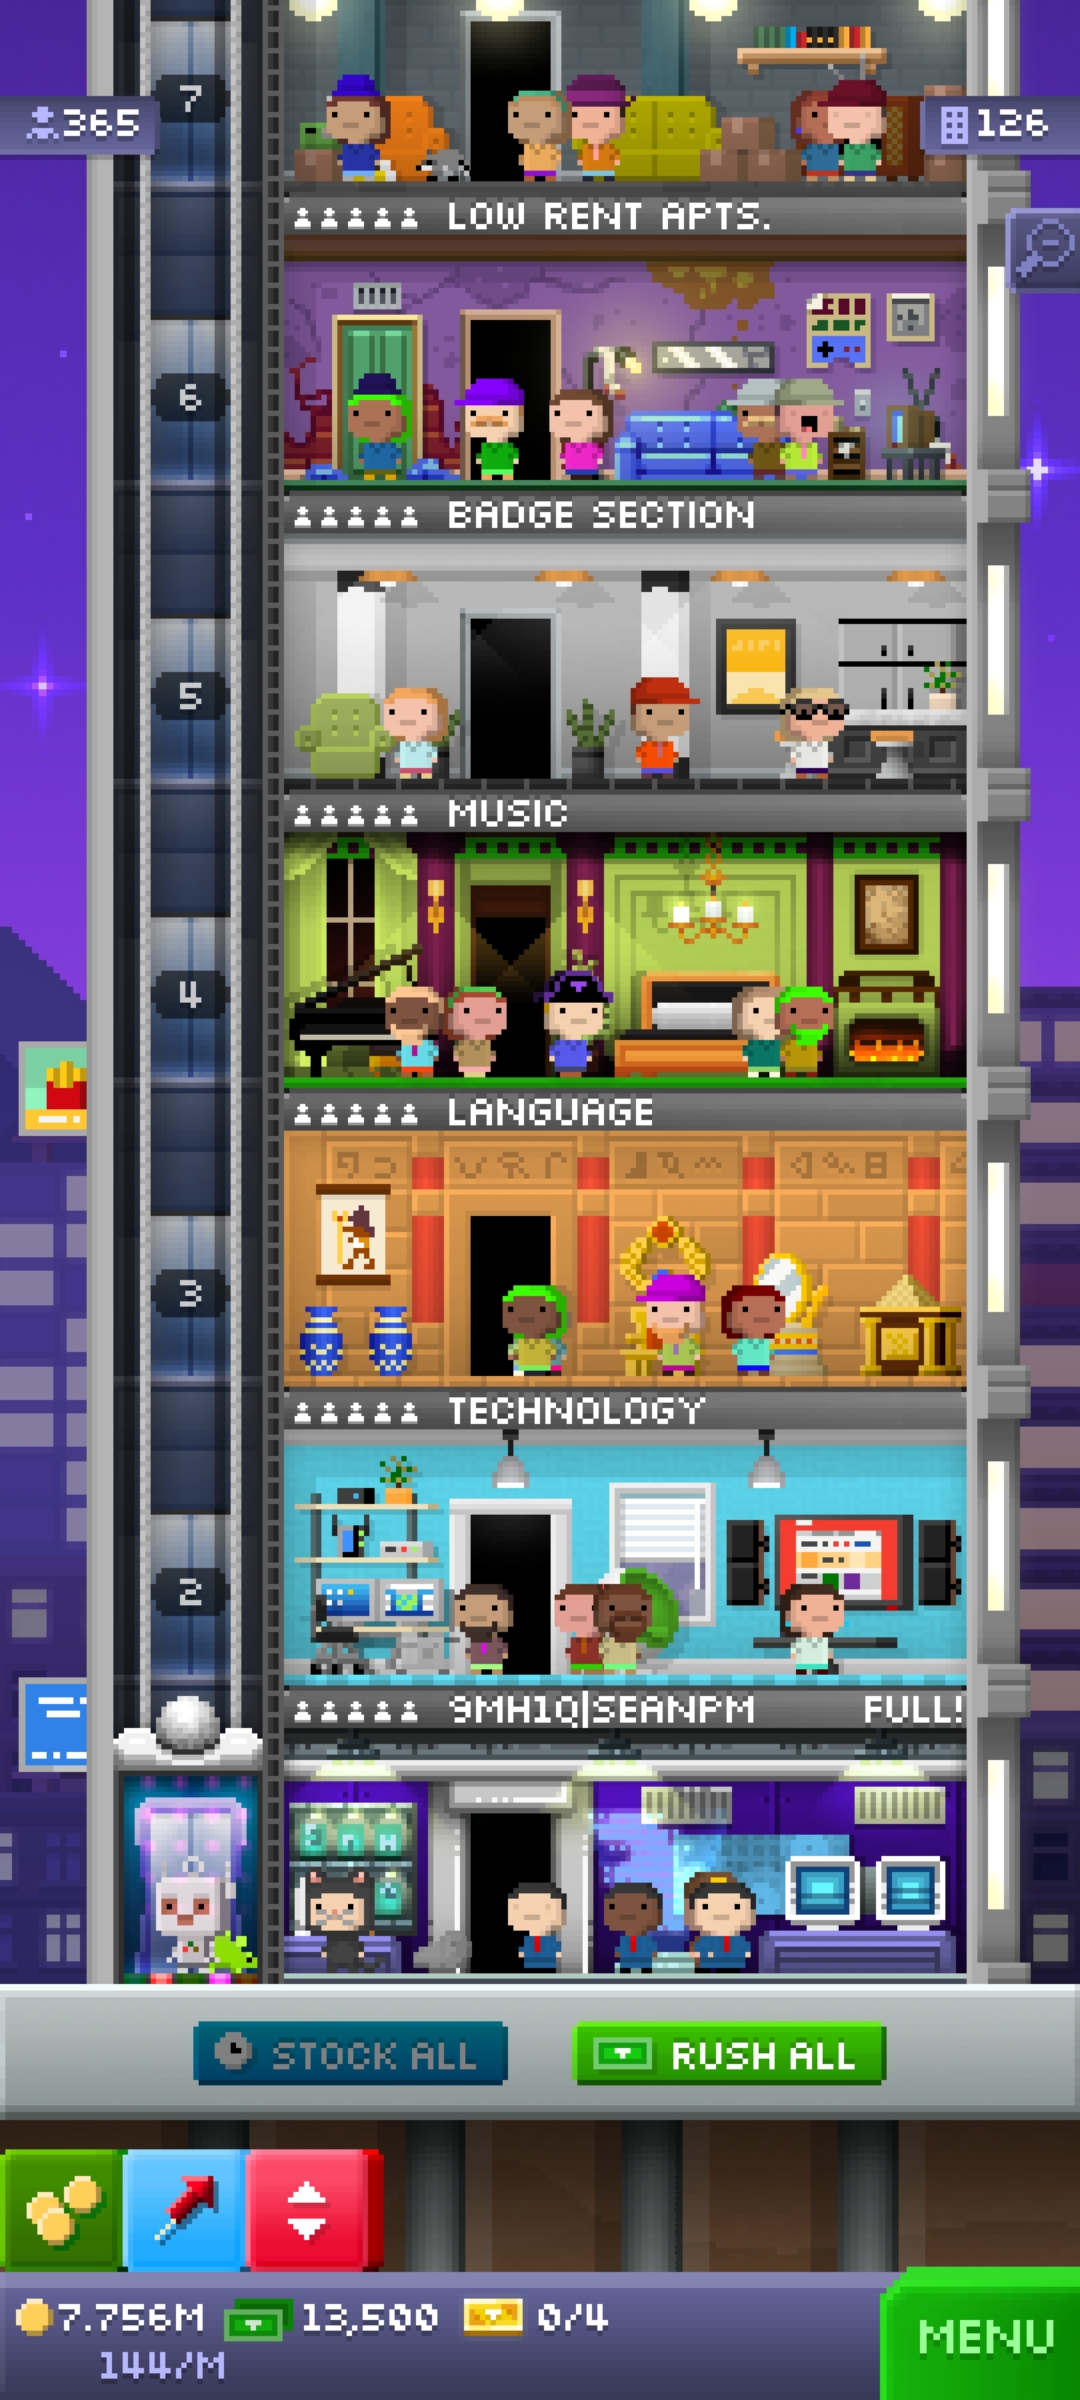 7
365
126
LOW RENT APTS.
6
BADGE SECTION
5
MUSIC
4
LANGUAGE
3
TECHNOLOGY
2
9MH1Q|SEANPM FULL!
STOCK ALL
RUSH ALL
7.756M 13,500 0/4
144/M
MENU